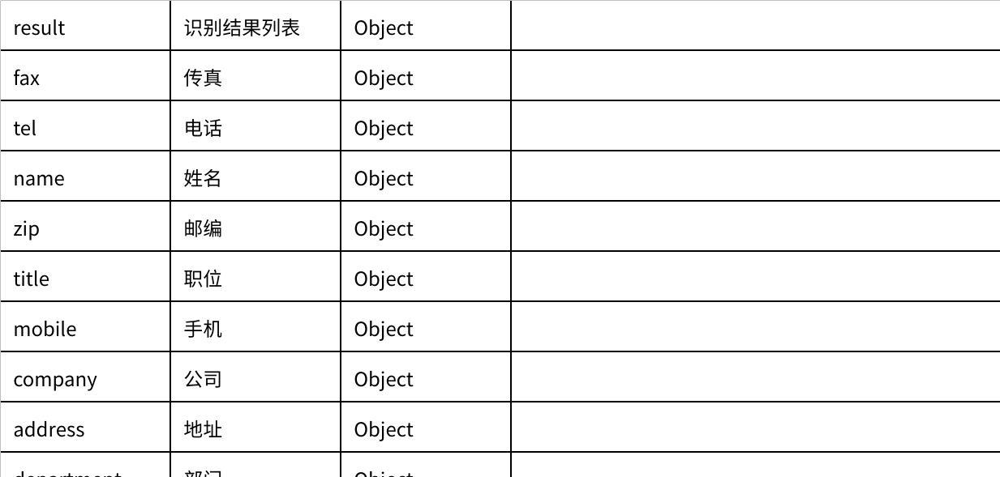 result 识别结果列表 Object
fax 传真 Object
tel 电话 Object
name 姓名 Object
zip 邮编 Object
title 职位 Object
mobile 手机 Object
company 公司 Object
address 地址 Object
department 部门 Object